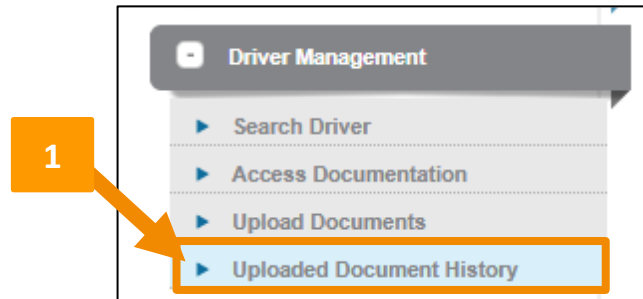 Driver Management
Search Driver
1
Access Documentation
Upload Documents
Uploaded Document History